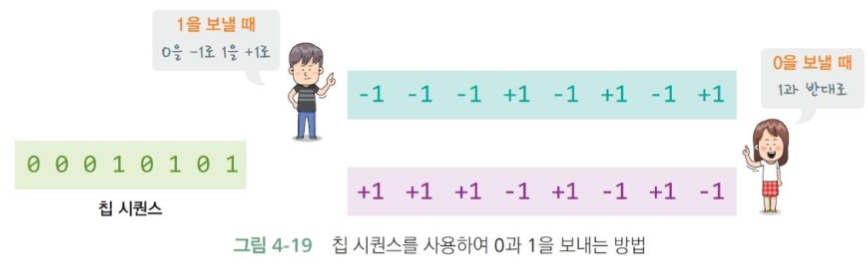 1을 보낼 때
0을 -1로 1을 +1로
0을 보낼 때
1과 반대로
-1 -1 -1 +1 -1 +1 -1 +1
0 0 0 1 0 1 0 1
칩 시퀀스
+1 +1 +1 -1 +1 -1 +1 -1
그림 4-19 칩 시퀀스를 사용하여 0과 1을 보내는 방법